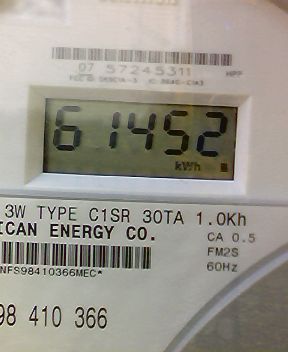 07 57245311 HPF
61452
kWh
3W TYPE C1SR 30TA 1.0Kh
ICAN ENERGY CO. CA 0.5
FM2S
NFS98410366MEC* 60Hz
98 410 366